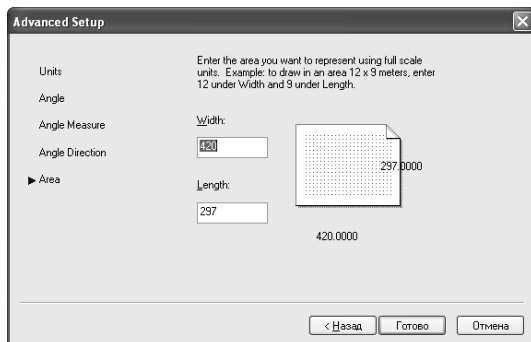 Advanced Setup
Units
Angle
Angle Measure
Angle Direction
Area
Enter the area you want to represent using full scale
units. Example: to draw in an area 12 x 9 meters, enter
12 under Width and 9 under Length.
Width:
420
Length:
297
297.0000
420.0000
< Назад
Готово
Отмена